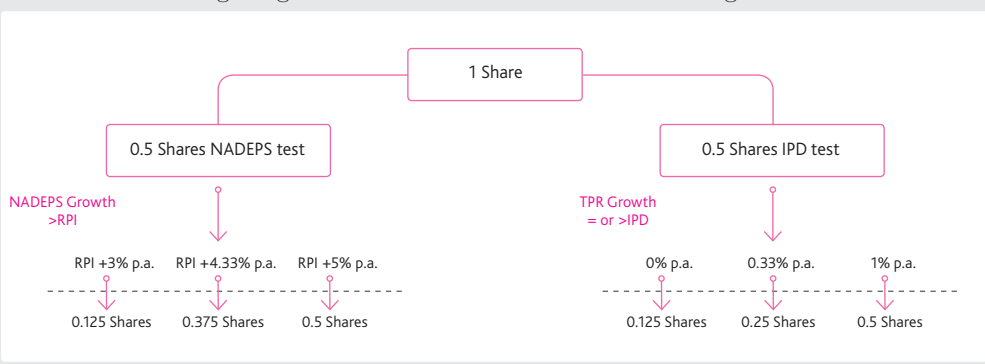 1 Share
0.5 Shares NADEPS test
0.5 Shares IPD test
NADEPS Growth
>RPI
TPR Growth
= or >IPD
RPI +3% p.a.
RPI +4.33% p.a.
RPI +5% p.a.
0% p.a.
0.33% p.a.
1% p.a.
0.125 Shares
0.375 Shares
0.5 Shares
0.125 Shares
0.25 Shares
0.5 Shares